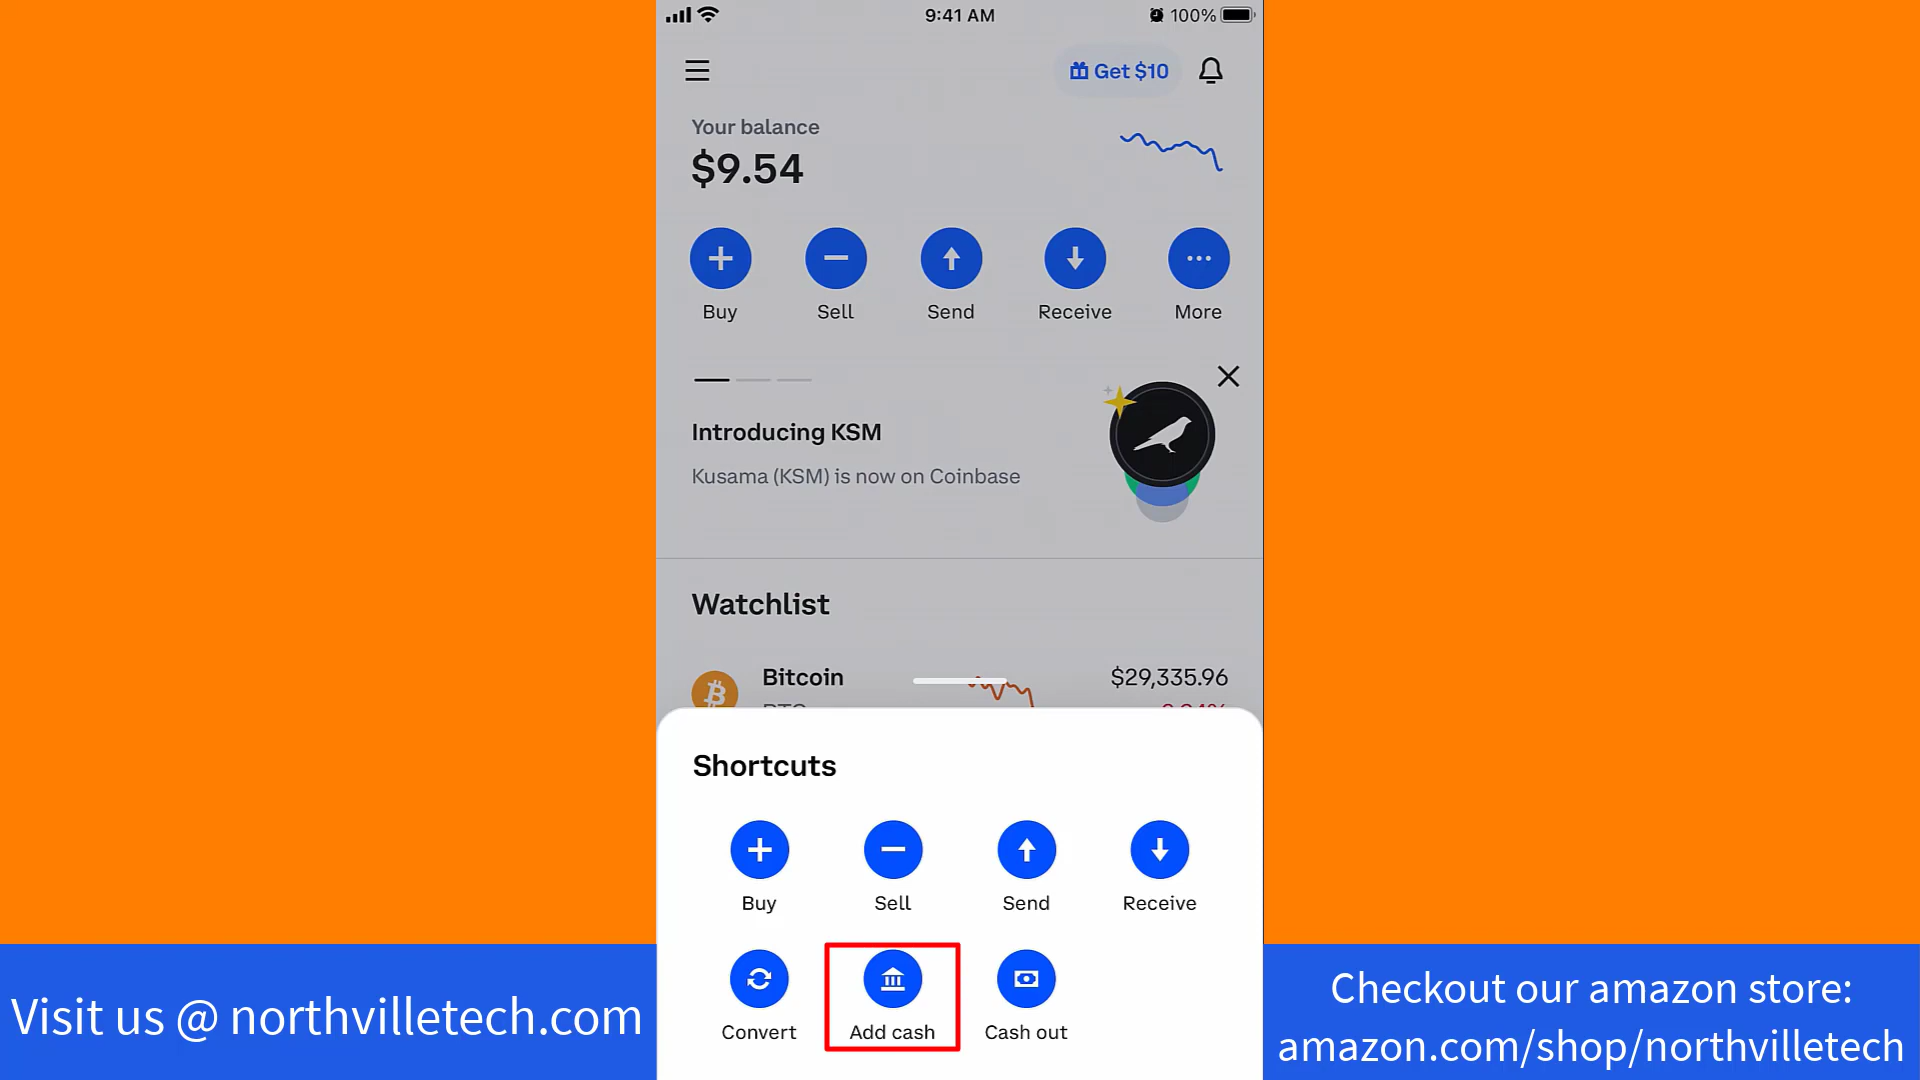 9:41 AM
100%
Get $10
Your balance
$9.54
Buy
Sell
Send
Receive
More
Introducing KSM
Kusama (KSM) is now on Coinbase
Watchlist
Bitcoin
$29,335.96
Shortcuts
Buy
Sell
Send
Receive
Convert
Add cash
Cash out
Visit us @ northvilletech.com
Checkout our amazon store:
amazon.com/shop/northvilletech